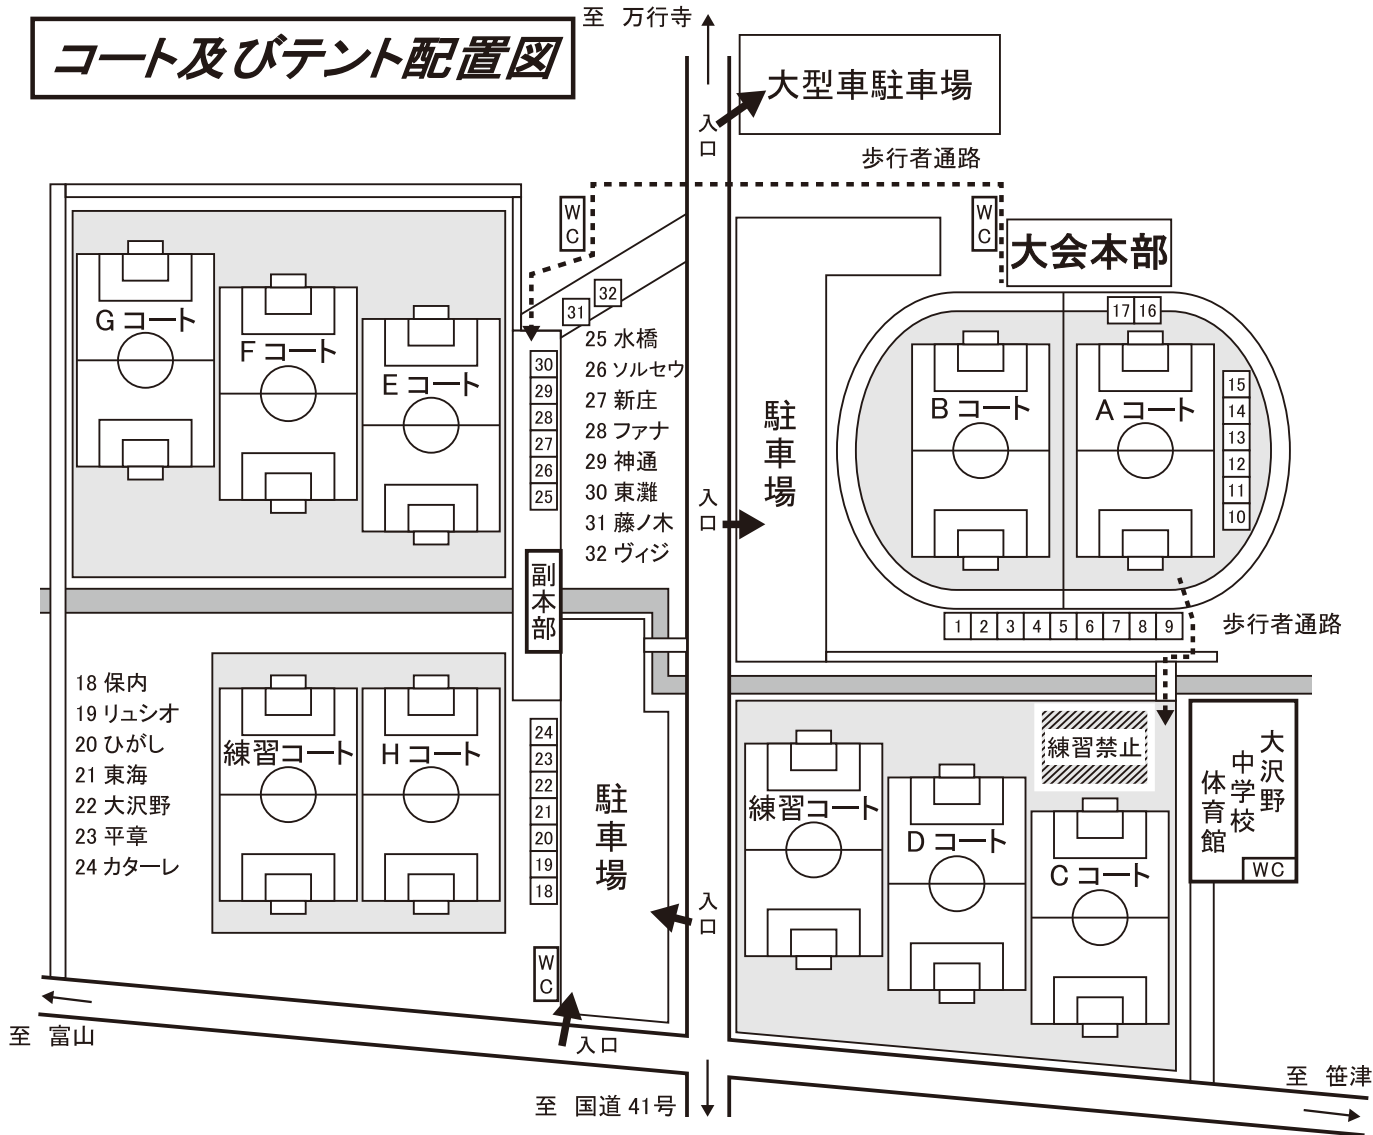 コート及びテント配置図
至 万行寺
大型車駐車場
入口
歩行者通路
WC
WC
大会本部
17 16
32
31
G コート
F コート
E コート
B コート
A コート
30
29
28
27
26
25
25 水橋
26 ソルセウ
27 新庄
28 ファナ
29 神通
30 東灘
31 藤ノ木
32 ヴィジ
駐車場
入口
15
14
13
12
11
10
副本部
1 2 3 4 5 6 7 8 9
歩行者通路
18 保内
19 リュシオ
20 ひがし
21 東海
22 大沢野
23 平章
24 カターレ
練習コート
H コート
24
23
22
21
20
19
18
駐車場
入口
練習禁止
練習コート
D コート
C コート
大沢野
中学校
体育館
WC
WC
入口
至 富山
至 国道 41号
至 笹津